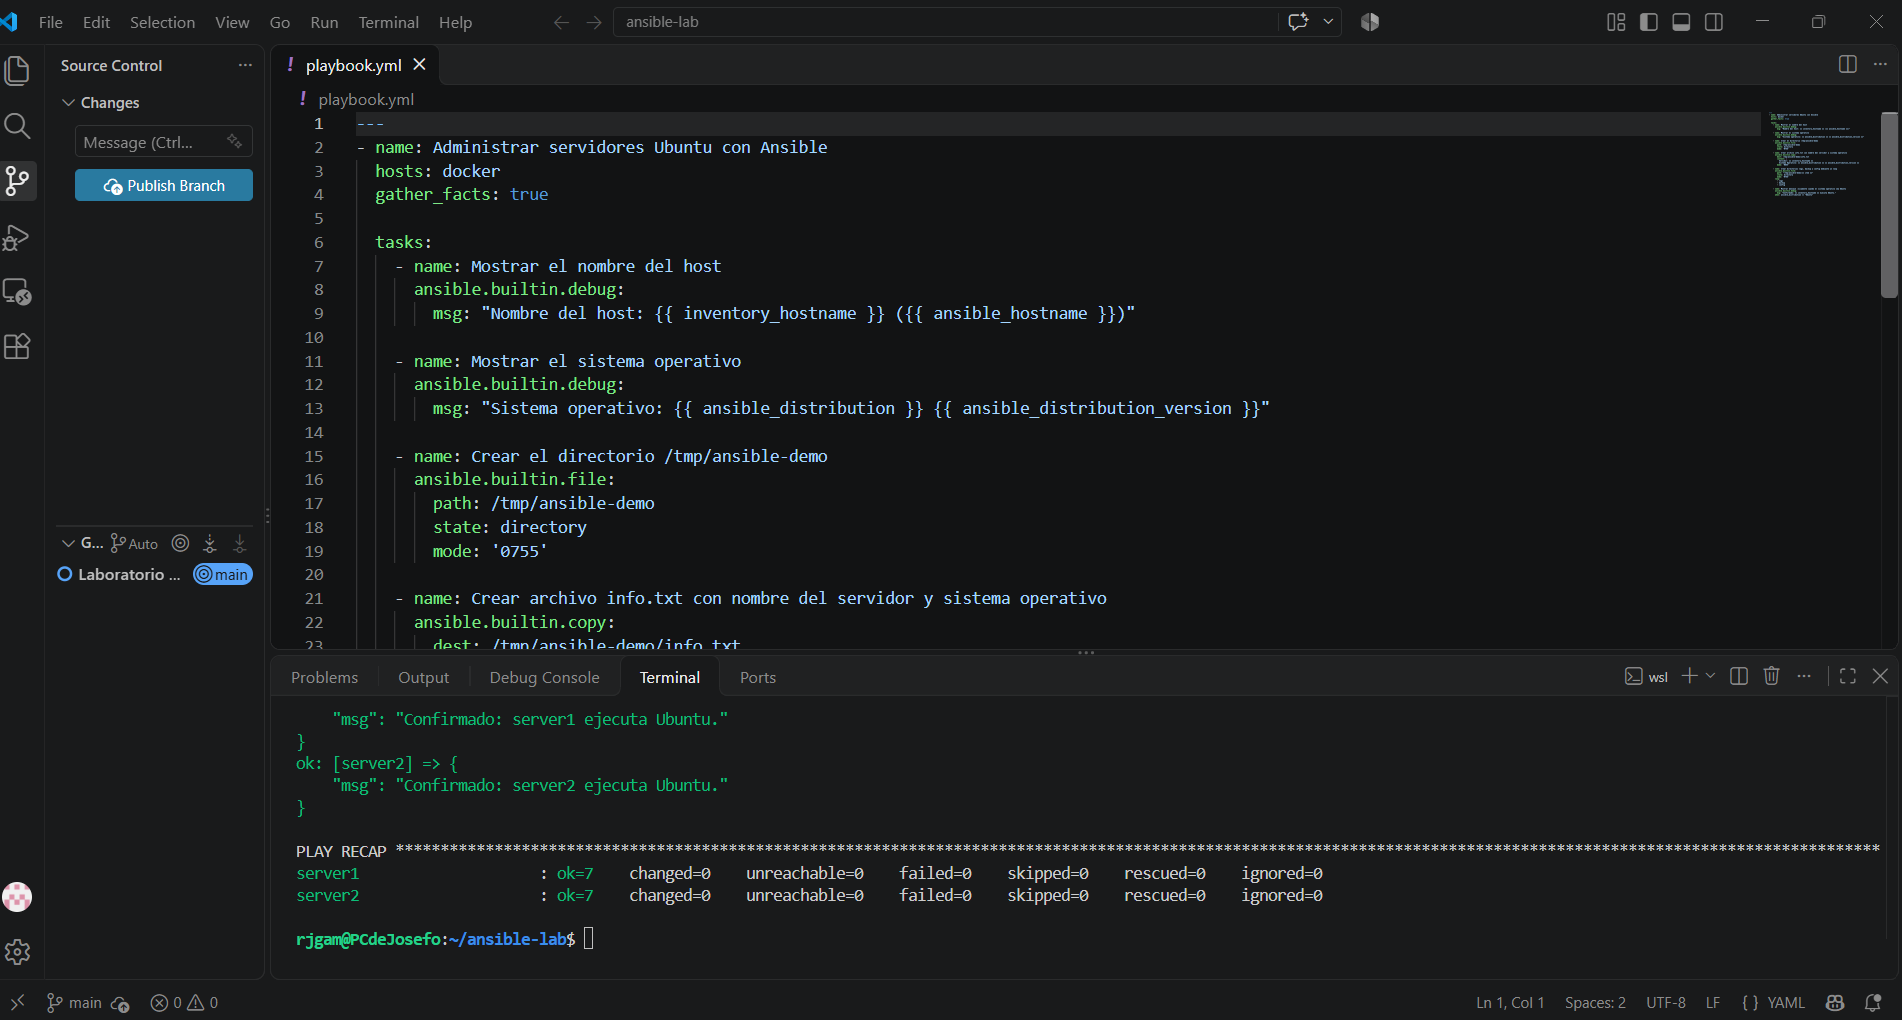 File Edit Selection View Go Run Terminal Help
ansible-lab
Source Control
Changes
Message (Ctrl...
Publish Branch
G... Auto
Laboratorio ... main
playbook.yml
playbook.yml
1 ---
2 - name: Administrar servidores Ubuntu con Ansible
3 hosts: docker
4 gather_facts: true
5
6 tasks:
7 - name: Mostrar el nombre del host
8 ansible.builtin.debug:
9 msg: "Nombre del host: {{ inventory_hostname }} ({{ ansible_hostname }})"
10
11 - name: Mostrar el sistema operativo
12 ansible.builtin.debug:
13 msg: "Sistema operativo: {{ ansible_distribution }} {{ ansible_distribution_version }}"
14
15 - name: Crear el directorio /tmp/ansible-demo
16 ansible.builtin.file:
17 path: /tmp/ansible-demo
18 state: directory
19 mode: '0755'
20
21 - name: Crear archivo info.txt con nombre del servidor y sistema operativo
22 ansible.builtin.copy:
23 dest: /tmp/ansible-demo/info.txt
Problems Output Debug Console Terminal Ports
wsl
"msg": "Confirmado: server1 ejecuta Ubuntu."
}
ok: [server2] => {
"msg": "Confirmado: server2 ejecuta Ubuntu."
}
PLAY RECAP *********************************************************************************************************************************************************************
server1 : ok=7 changed=0 unreachable=0 failed=0 skipped=0 rescued=0 ignored=0
server2 : ok=7 changed=0 unreachable=0 failed=0 skipped=0 rescued=0 ignored=0
rjgam@PCdeJosefo:~/ansible-lab$
main 0 0
Ln 1, Col 1 Spaces: 2 UTF-8 LF {} YAML